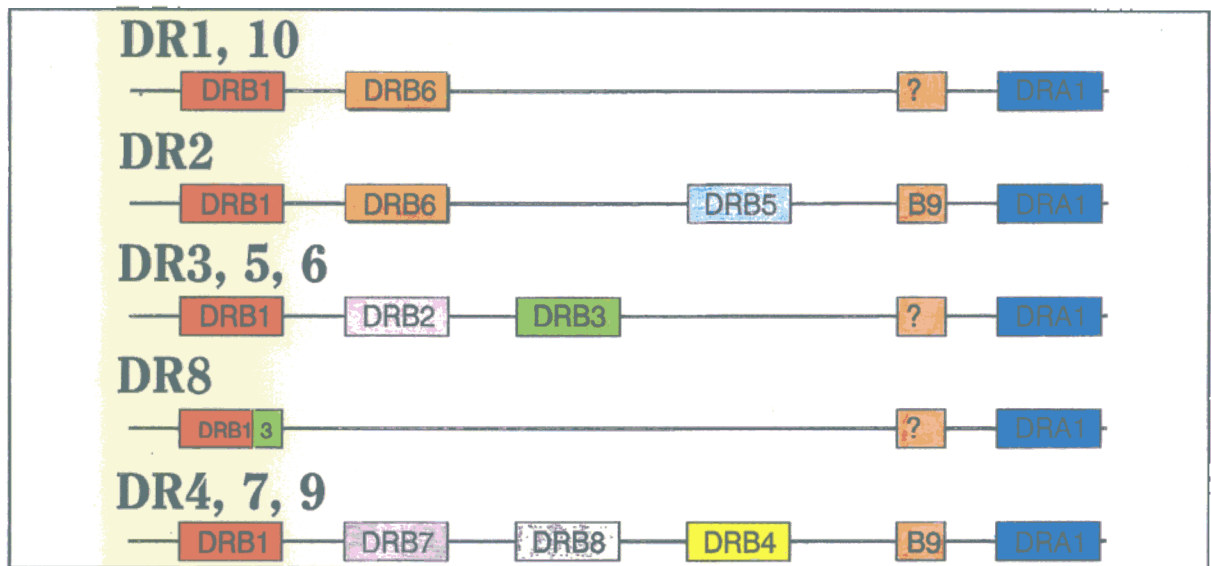 DR1, 10
DRB1 DRB6 ? DRA1
DR2
DRB1 DRB6 DRB5 B9 DRA1
DR3, 5, 6
DRB1 DRB2 DRB3 ? DRA1
DR8
DRB1 3 ? DRA1
DR4, 7, 9
DRB1 DRB7 DRB8 DRB4 B9 DRA1